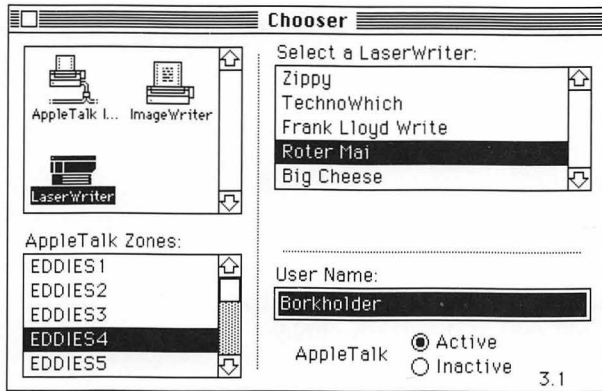 Chooser
AppleTalk I... ImageWriter
LaserWriter
AppleTalk Zones:
EDDIES1
EDDIES2
EDDIES3
EDDIES4
EDDIES5
Select a LaserWriter:
Zippy
TechnoWhich
Frank Lloyd Write
Roter Mai
Big Cheese
User Name:
Borkholder
AppleTalk
Active
Inactive
3.1